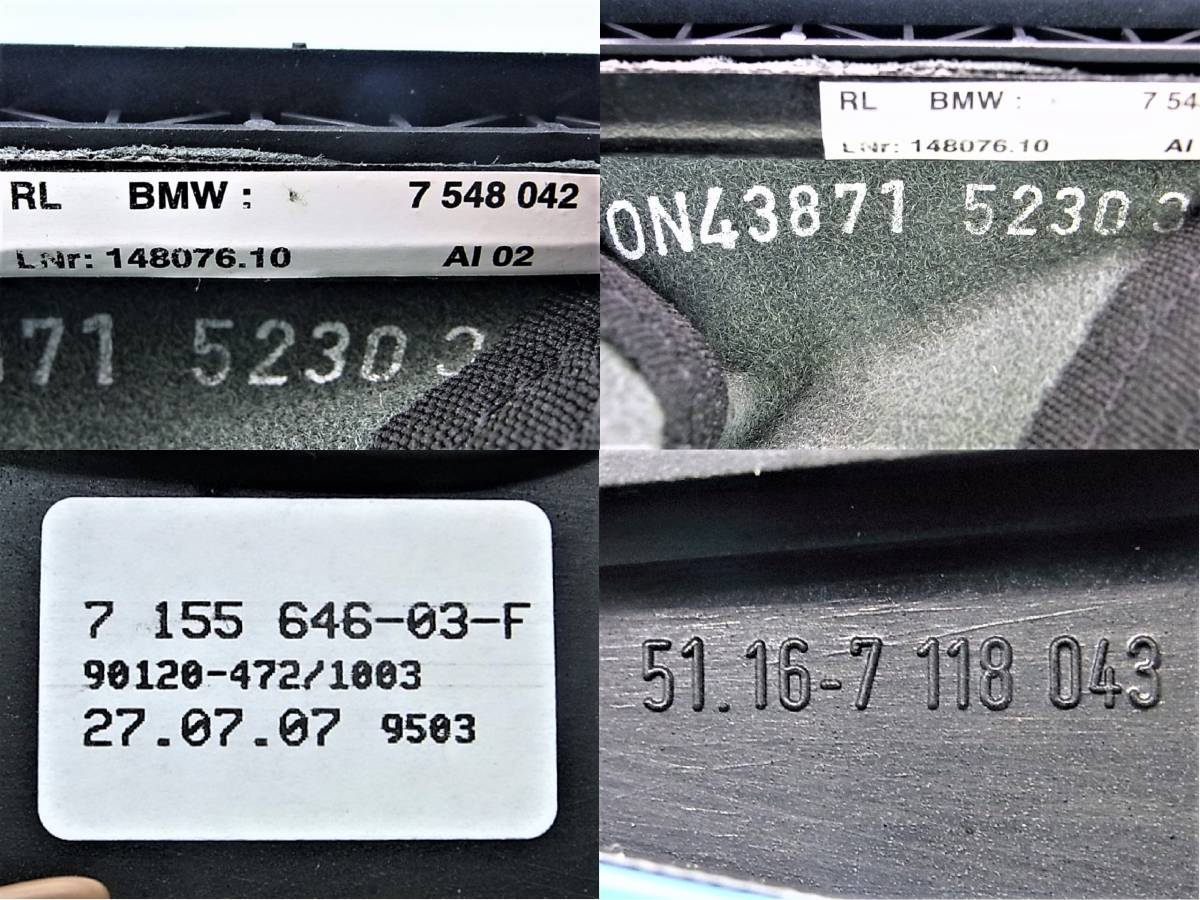 RL BMW : 7 548 042
LNr: 148076.10 AI 02
71 5230
RL BMW : 7 54
LNr: 148076.10 AI
0N43871 5230
7 155 646-03-F
90120-472/1003
27.07.07 9503
51.16-7 118 043